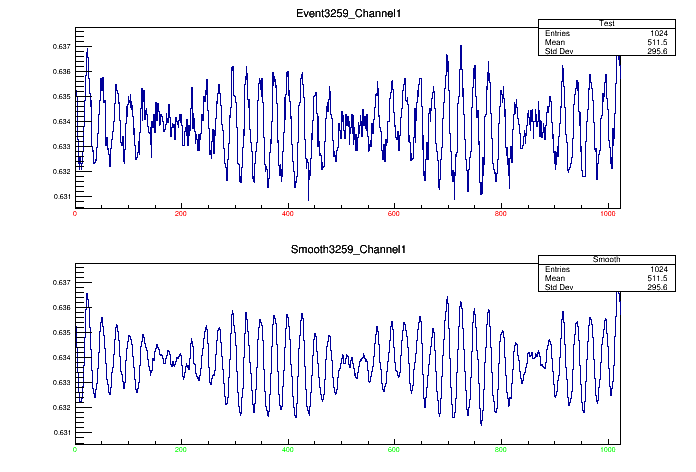 Event3259_Channel1
Test
Entries 1024
Mean 511.5
Std Dev 295.6
0.637
0.636
0.635
0.634
0.633
0.632
0.631
0 200 400 600 800 1000
Smooth3259_Channel1
Smooth
Entries 1024
Mean 511.5
Std Dev 295.6
0.637
0.636
0.635
0.634
0.633
0.632
0.631
0 200 400 600 800 1000